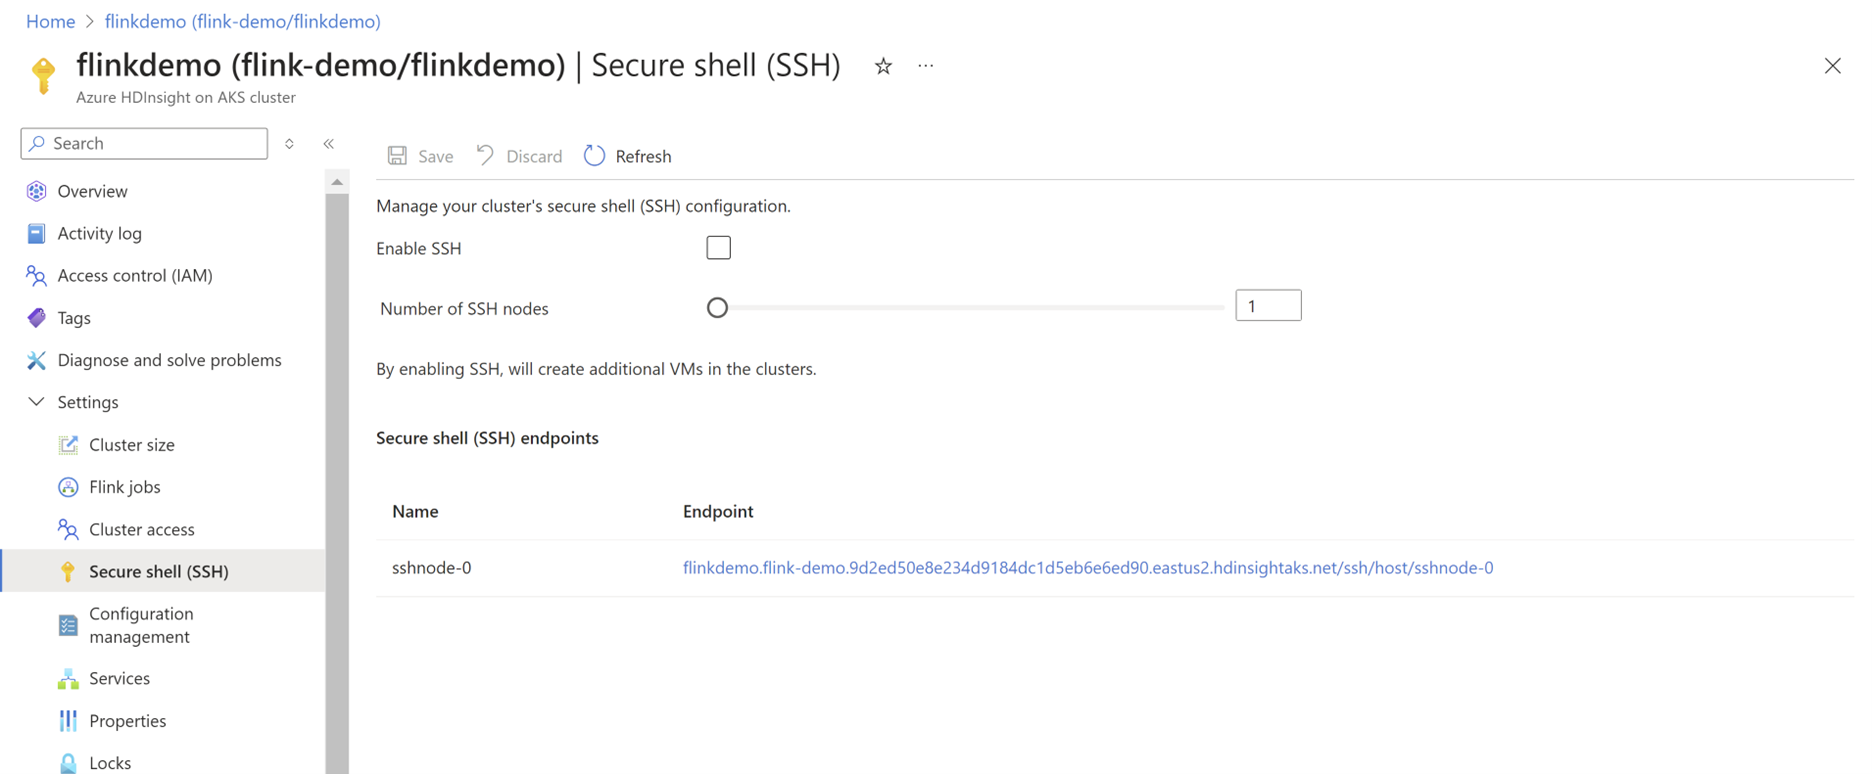 Home > flinkdemo (flink-demo/flinkdemo)
flinkdemo (flink-demo/flinkdemo) | Secure shell (SSH)
Azure HDInsight on AKS cluster
Search
Save Discard Refresh
Overview
Activity log
Access control (IAM)
Tags
Diagnose and solve problems
Settings
Cluster size
Flink jobs
Cluster access
Secure shell (SSH)
Configuration
management
Services
Properties
Locks
Manage your cluster's secure shell (SSH) configuration.
Enable SSH
Number of SSH nodes 1
By enabling SSH, will create additional VMs in the clusters.
Secure shell (SSH) endpoints
Name Endpoint
sshnode-0 flinkdemo.flink-demo.9d2ed50e8e234d9184dc1d5eb6e6ed90.eastus2.hdinsightaks.net/ssh/host/sshnode-0